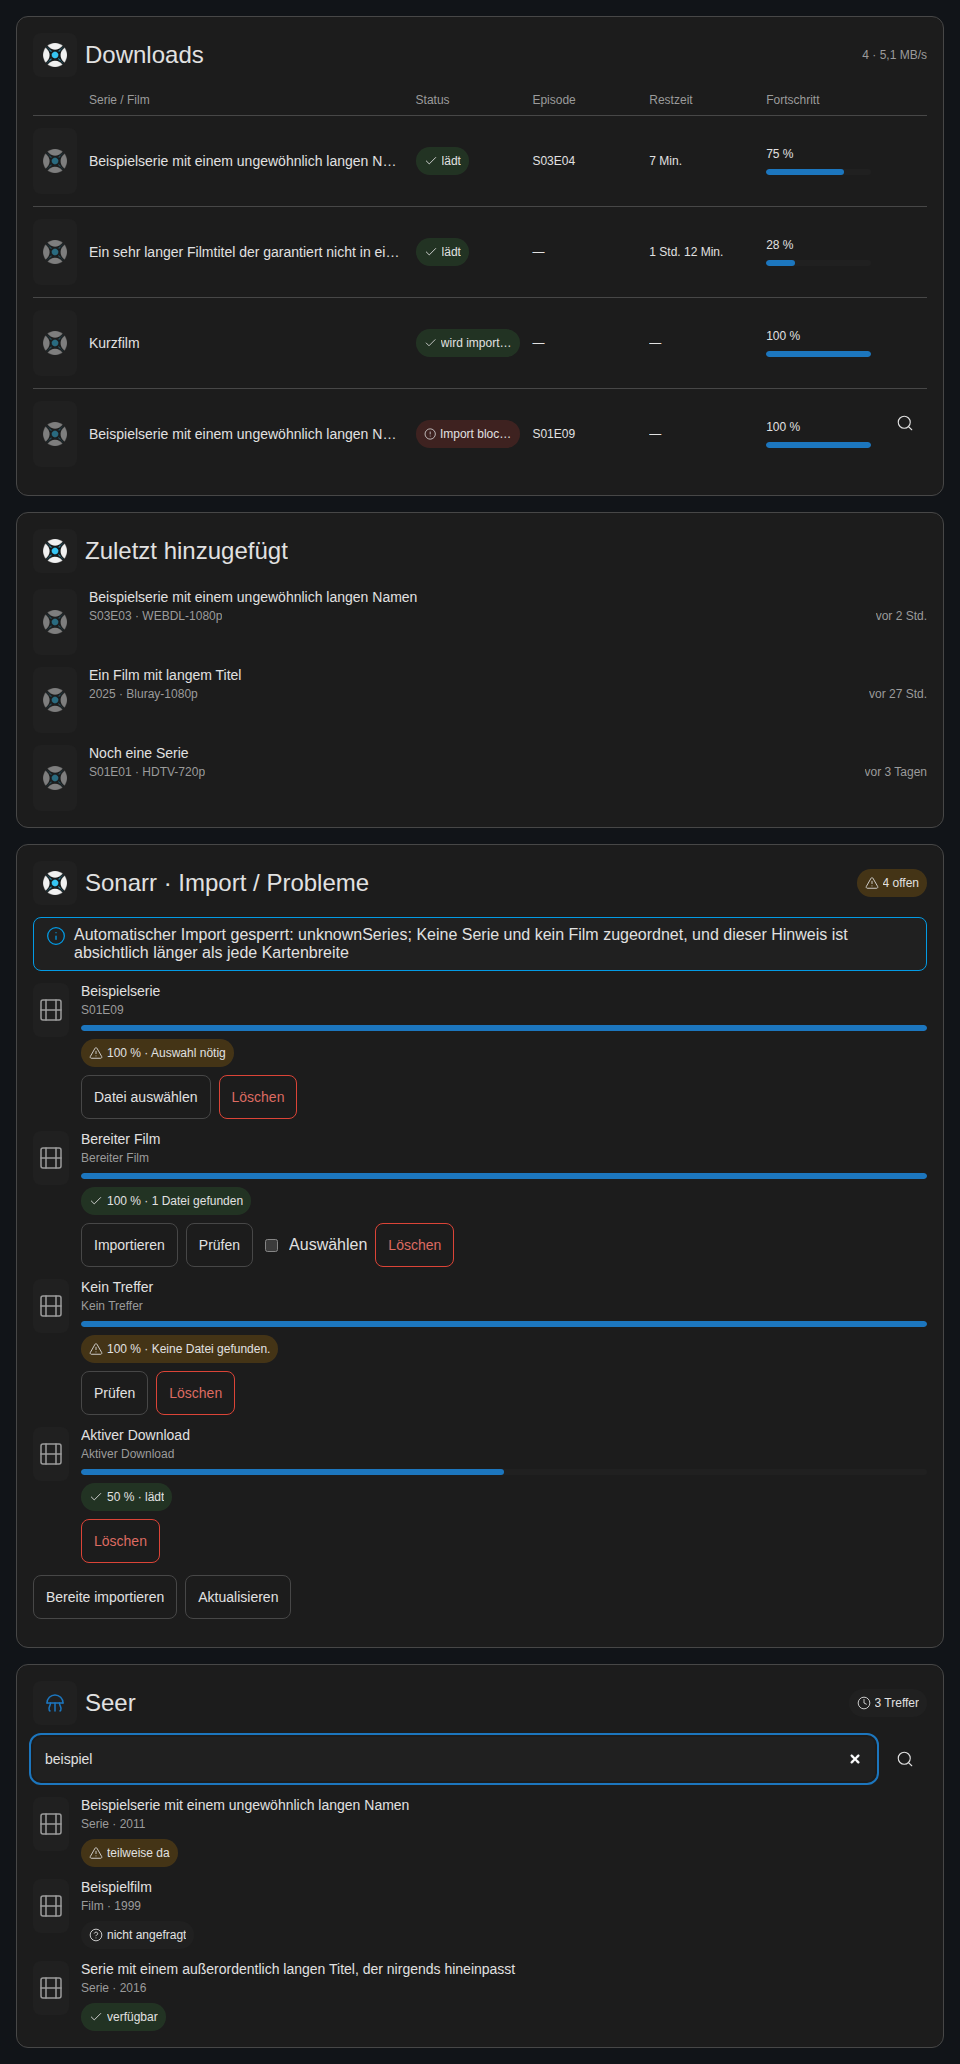 Downloads
4 · 5,1 MB/s
Serie / Film Status Episode Restzeit Fortschritt
Beispielserie mit einem ungewöhnlich langen N… lädt S03E04 7 Min. 75 %
Ein sehr langer Filmtitel der garantiert nicht in ei… lädt — 1 Std. 12 Min. 28 %
Kurzfilm wird import… — — 100 %
Beispielserie mit einem ungewöhnlich langen N… Import bloc… S01E09 — 100 %
Zuletzt hinzugefügt
Beispielserie mit einem ungewöhnlich langen Namen
S03E03 · WEBDL-1080p vor 2 Std.
Ein Film mit langem Titel
2025 · Bluray-1080p vor 27 Std.
Noch eine Serie
S01E01 · HDTV-720p vor 3 Tagen
Sonarr · Import / Probleme 4 offen
Automatischer Import gesperrt: unknownSeries; Keine Serie und kein Film zugeordnet, und dieser Hinweis ist
absichtlich länger als jede Kartenbreite
Beispielserie
S01E09
100 % · Auswahl nötig
Datei auswählen Löschen
Bereiter Film
Bereiter Film
100 % · 1 Datei gefunden
Importieren Prüfen Auswählen Löschen
Kein Treffer
Kein Treffer
100 % · Keine Datei gefunden.
Prüfen Löschen
Aktiver Download
Aktiver Download
50 % · lädt
Löschen
Bereite importieren Aktualisieren
Seer 3 Treffer
beispiel
Beispielserie mit einem ungewöhnlich langen Namen
Serie · 2011
teilweise da
Beispielfilm
Film · 1999
nicht angefragt
Serie mit einem außerordentlich langen Titel, der nirgends hineinpasst
Serie · 2016
verfügbar